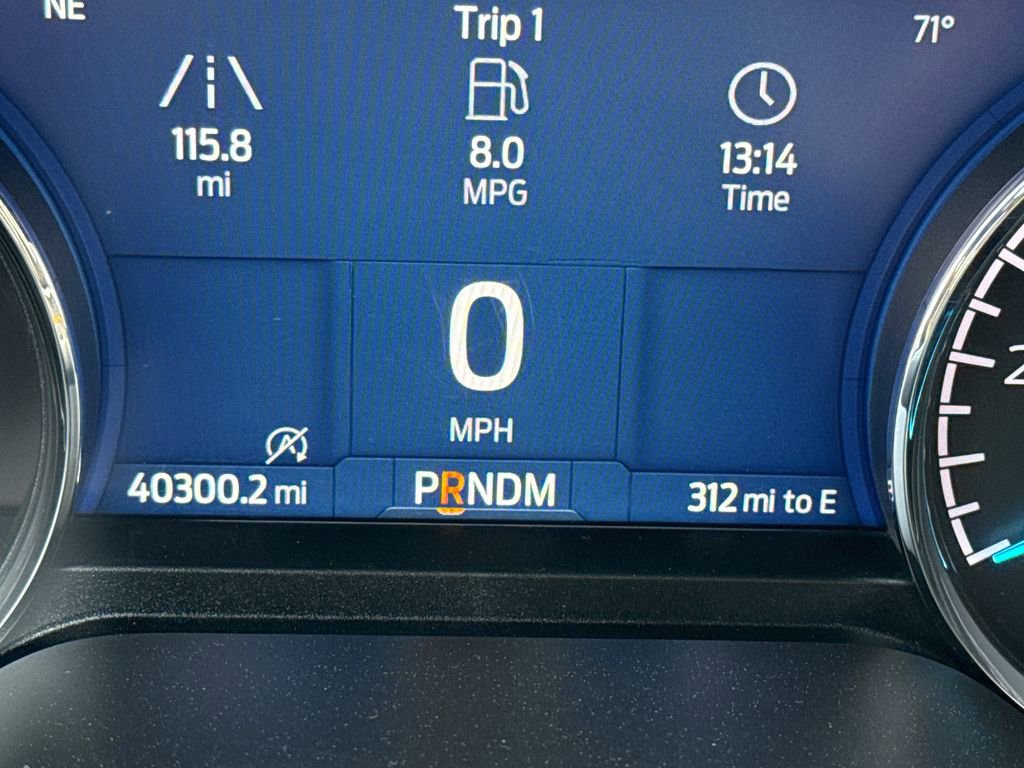 NE
Trip 1
71°
115.8
mi
8.0
MPG
13:14
Time
0
MPH
A
40300.2 mi
PRNDM
312 mi to E
2